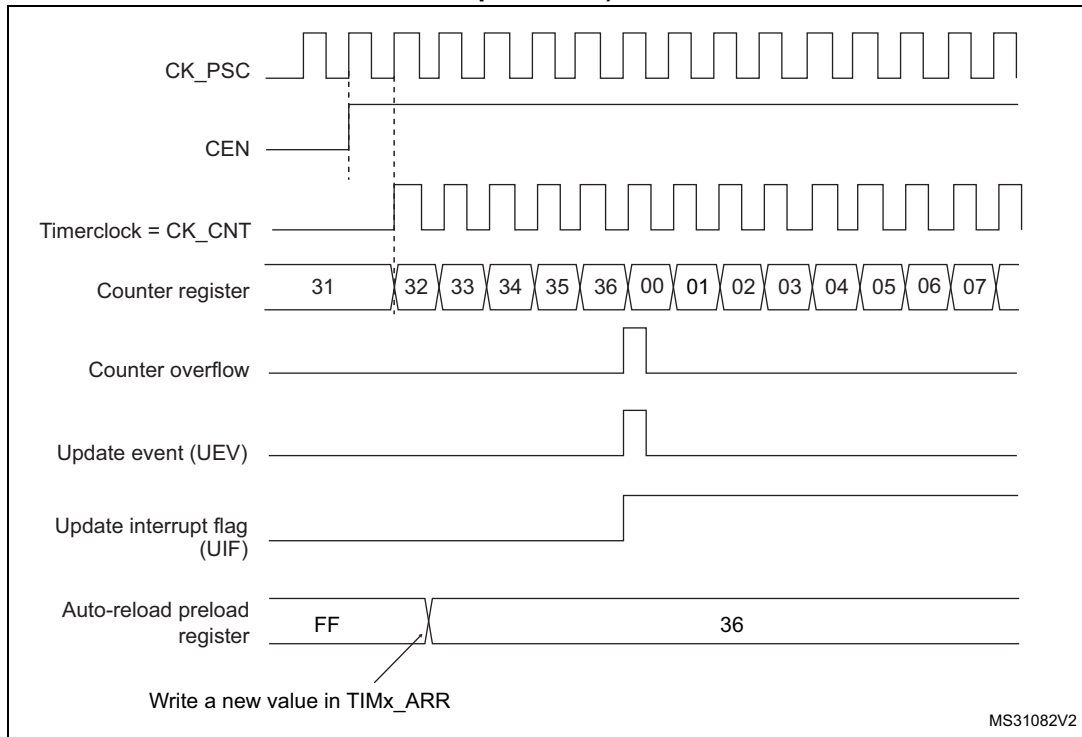 CK_PSC
CEN
Timerclock = CK_CNT
Counter register 31 32 33 34 35 36 00 01 02 03 04 05 06 07
Counter overflow
Update event (UEV)
Update interrupt flag
(UIF)
Auto-reload preload
register FF 36
Write a new value in TIMx_ARR
MS31082V2